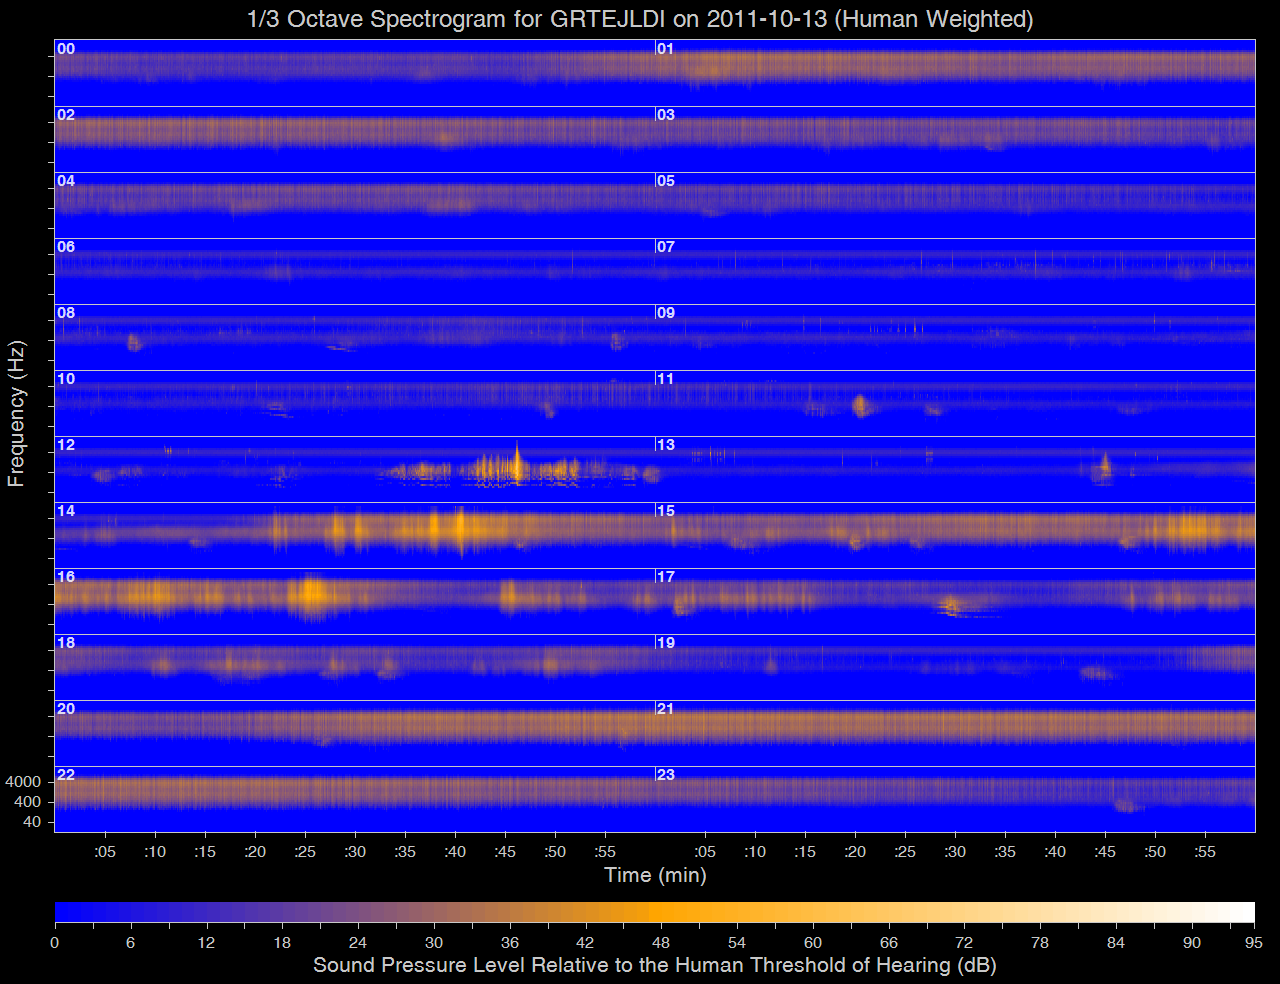 1/3 Octave Spectrogram for GRTEJLDI on 2011-10-13 (Human Weighted)
00 01
02 03
04 05
06 07
08 09
10 11
12 13
14 15
16 17
18 19
20 21
22 23
Frequency (Hz)
4000
400
40
:05 :10 :15 :20 :25 :30 :35 :40 :45 :50 :55 :05 :10 :15 :20 :25 :30 :35 :40 :45 :50 :55
Time (min)
0 6 12 18 24 30 36 42 48 54 60 66 72 78 84 90 95
Sound Pressure Level Relative to the Human Threshold of Hearing (dB)